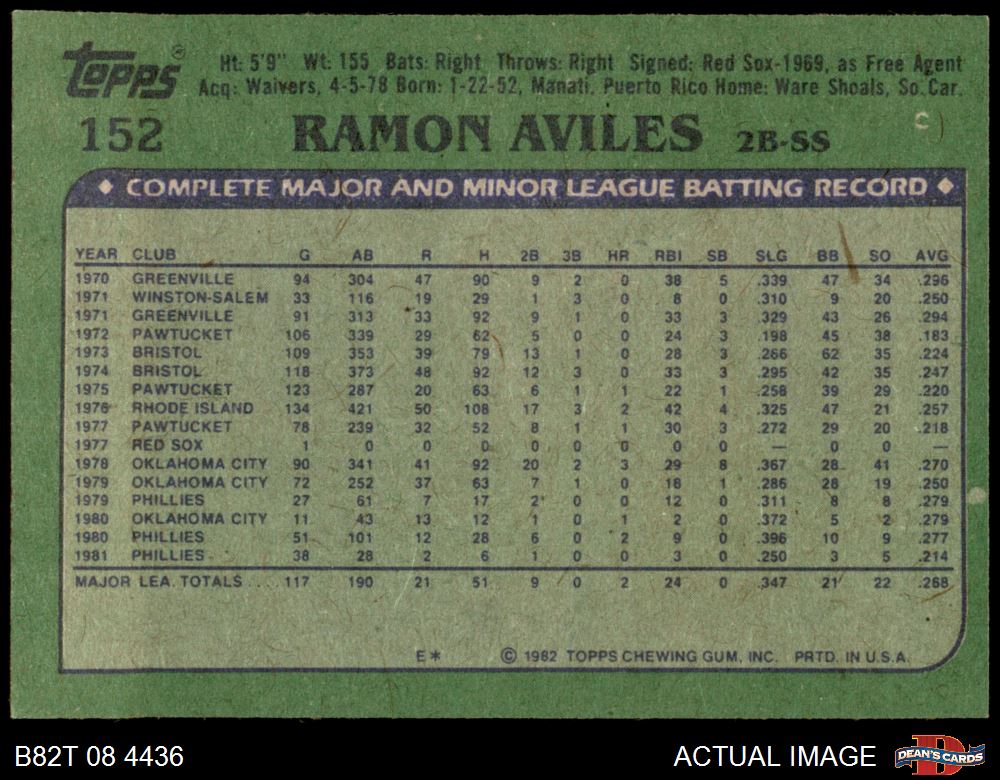 Topps® Ht: 5'9" Wt: 155 Bats: Right Throws: Right Signed: Red Sox-1969, as Free Agent
Acq: Waivers, 4-5-78 Born: 1-22-52, Manati, Puerto Rico Home: Ware Shoals, So. Car.
152 RAMON AVILES 2B-SS
♦ COMPLETE MAJOR AND MINOR LEAGUE BATTING RECORD ♦
YEAR CLUB G AB R H 2B 3B HR RBI SB SLG BB SO AVG
1970 GREENVILLE 94 304 47 90 9 2 0 38 5 .339 47 34 .296
1971 WINSTON-SALEM 33 116 19 29 1 3 0 8 0 .310 9 20 .250
1971 GREENVILLE 91 313 33 92 9 1 0 33 3 .329 43 26 .294
1972 PAWTUCKET 106 339 29 62 5 0 0 24 3 .198 45 38 .183
1973 BRISTOL 109 353 39 79 13 1 0 28 3 .266 62 35 .224
1974 BRISTOL 118 373 48 92 12 3 0 33 3 .295 42 35 .247
1975 PAWTUCKET 123 287 20 63 6 1 1 22 1 .258 39 29 .220
1976 RHODE ISLAND 134 421 50 108 17 3 2 42 4 .325 47 21 .257
1977 PAWTUCKET 78 239 32 52 8 1 1 30 3 .272 29 20 .218
1977 RED SOX 1 0 0 0 0 0 0 0 0 — 0 0 —
1978 OKLAHOMA CITY 90 341 41 92 20 2 3 29 8 .367 28 41 .270
1979 OKLAHOMA CITY 72 252 37 63 7 1 0 18 1 .286 28 19 .250
1979 PHILLIES 27 61 7 17 2 0 0 12 0 .311 8 8 .279
1980 OKLAHOMA CITY 11 43 13 12 1 0 1 2 0 .372 5 2 .279
1980 PHILLIES 51 101 12 28 6 0 2 9 0 .396 10 9 .277
1981 PHILLIES 38 28 2 6 1 0 0 3 0 .250 3 5 .214
MAJOR LEA. TOTALS .... 117 190 21 51 9 0 2 24 0 .347 21 22 .268
E* © 1982 TOPPS CHEWING GUM, INC. PRTD. IN U.S.A.
B82T 08 4436 ACTUAL IMAGE D DEAN'S CARDS